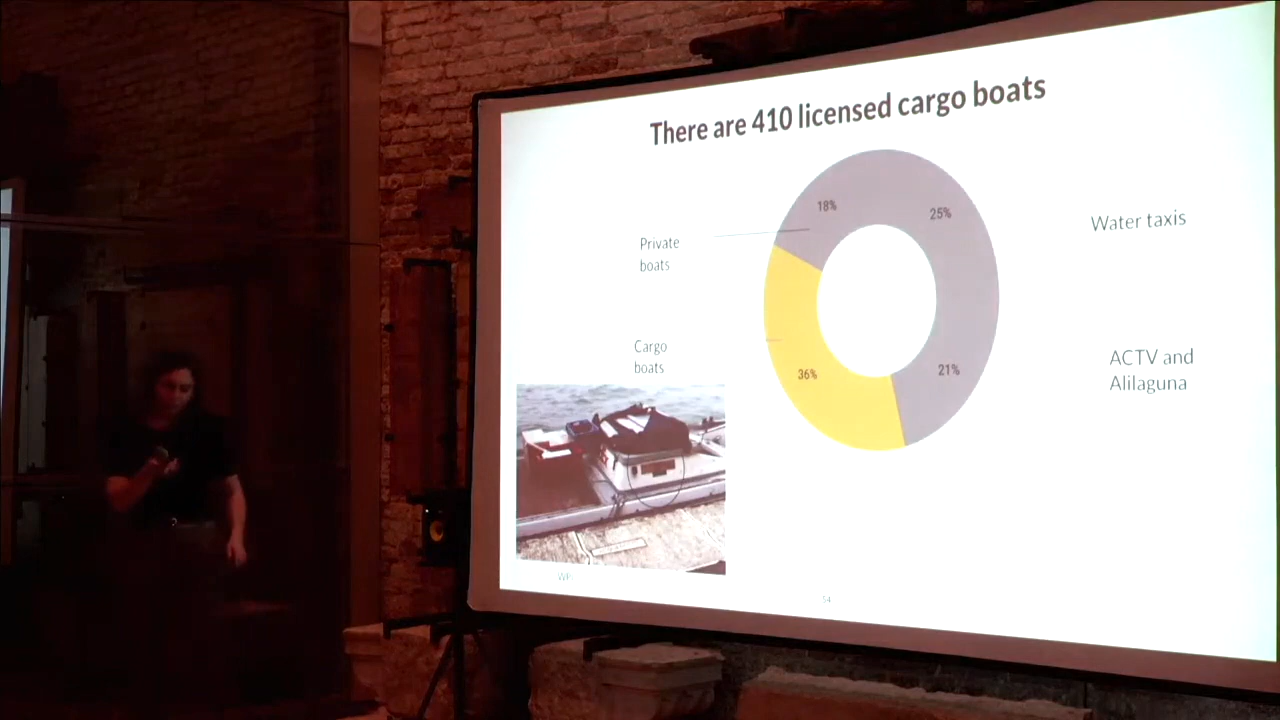 There are 410 licensed cargo boats
18%
25%
Water taxis
Private
boats
Cargo
boats
36%
21%
ACTV and
Alilaguna
54